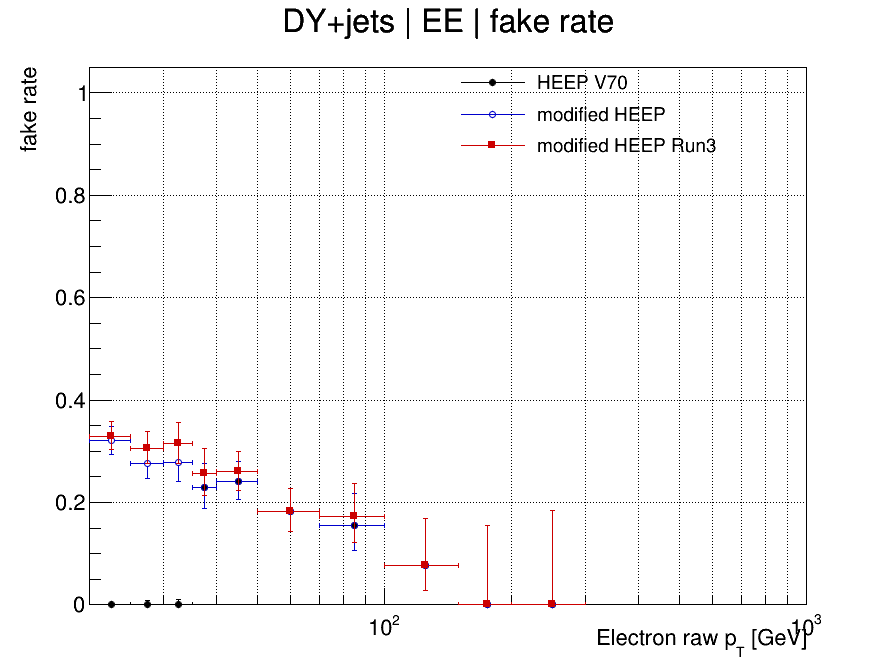 DY+jets | EE | fake rate
fake rate
HEEP V70
modified HEEP
modified HEEP Run3
1
0.8
0.6
0.4
0.2
0
10²
10³
Electron raw p_T [GeV]